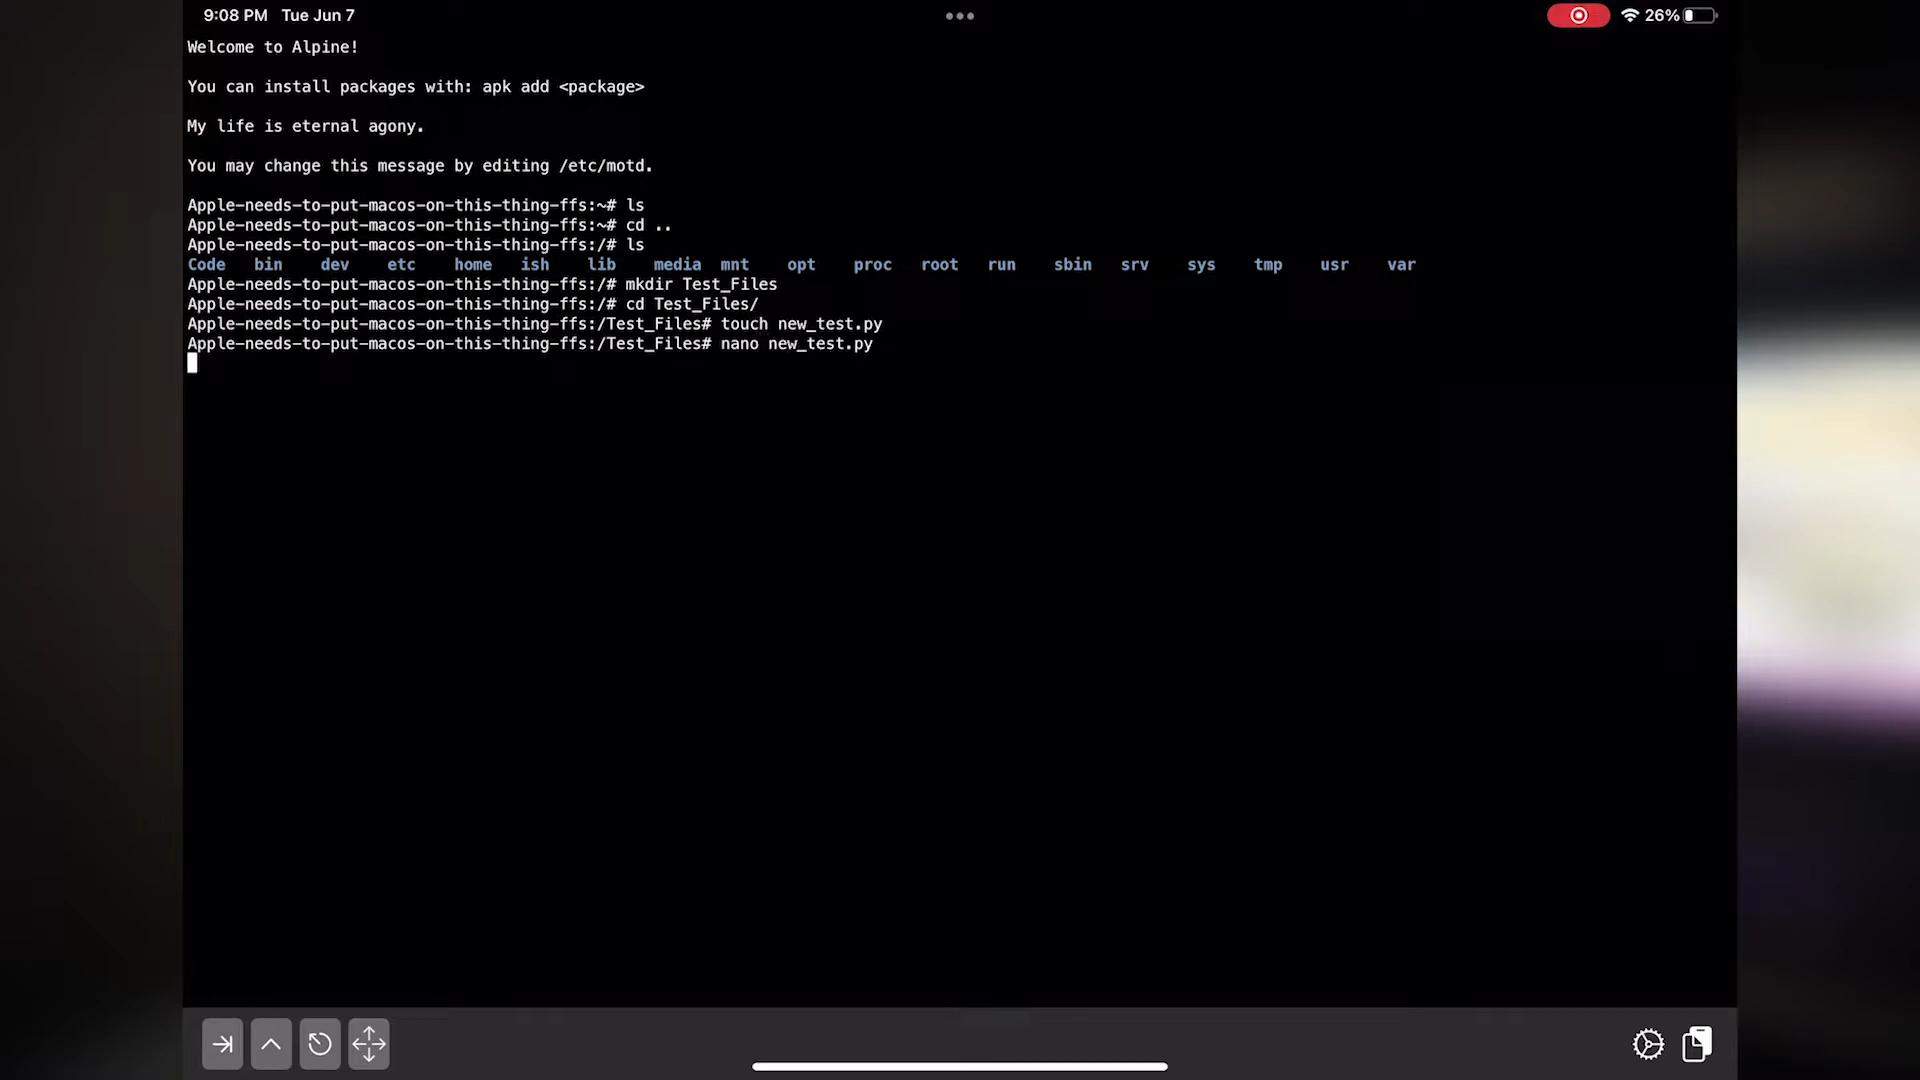 9:08 PM Tue Jun 7
26%
Welcome to Alpine!
You can install packages with: apk add <package>
My life is eternal agony.
You may change this message by editing /etc/motd.
Apple-needs-to-put-macos-on-this-thing-ffs:~# ls
Apple-needs-to-put-macos-on-this-thing-ffs:~# cd ..
Apple-needs-to-put-macos-on-this-thing-ffs:/# ls
Code bin dev etc home ish lib media mnt opt proc root run sbin srv sys tmp usr var
Apple-needs-to-put-macos-on-this-thing-ffs:/# mkdir Test_Files
Apple-needs-to-put-macos-on-this-thing-ffs:/# cd Test_Files/
Apple-needs-to-put-macos-on-this-thing-ffs:/Test_Files# touch new_test.py
Apple-needs-to-put-macos-on-this-thing-ffs:/Test_Files# nano new_test.py